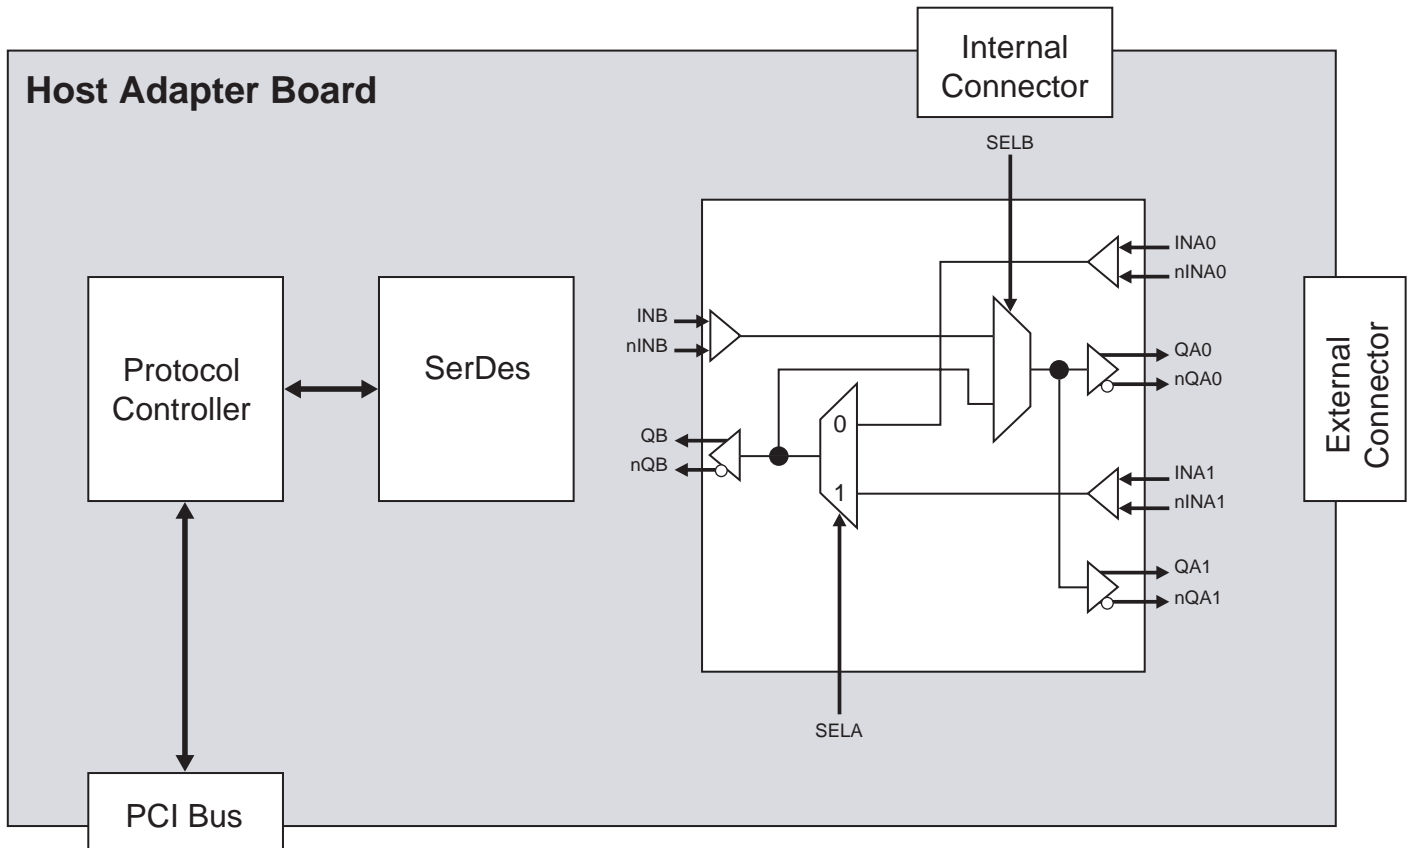 Internal
Connector
Host Adapter Board
SELB
INA0
nINA0
INB
nINB
QA0
nQA0
Protocol
Controller
SerDes
External
Connector
0
QB
nQB
INA1
nINA1
1
QA1
nQA1
SELA
PCI Bus